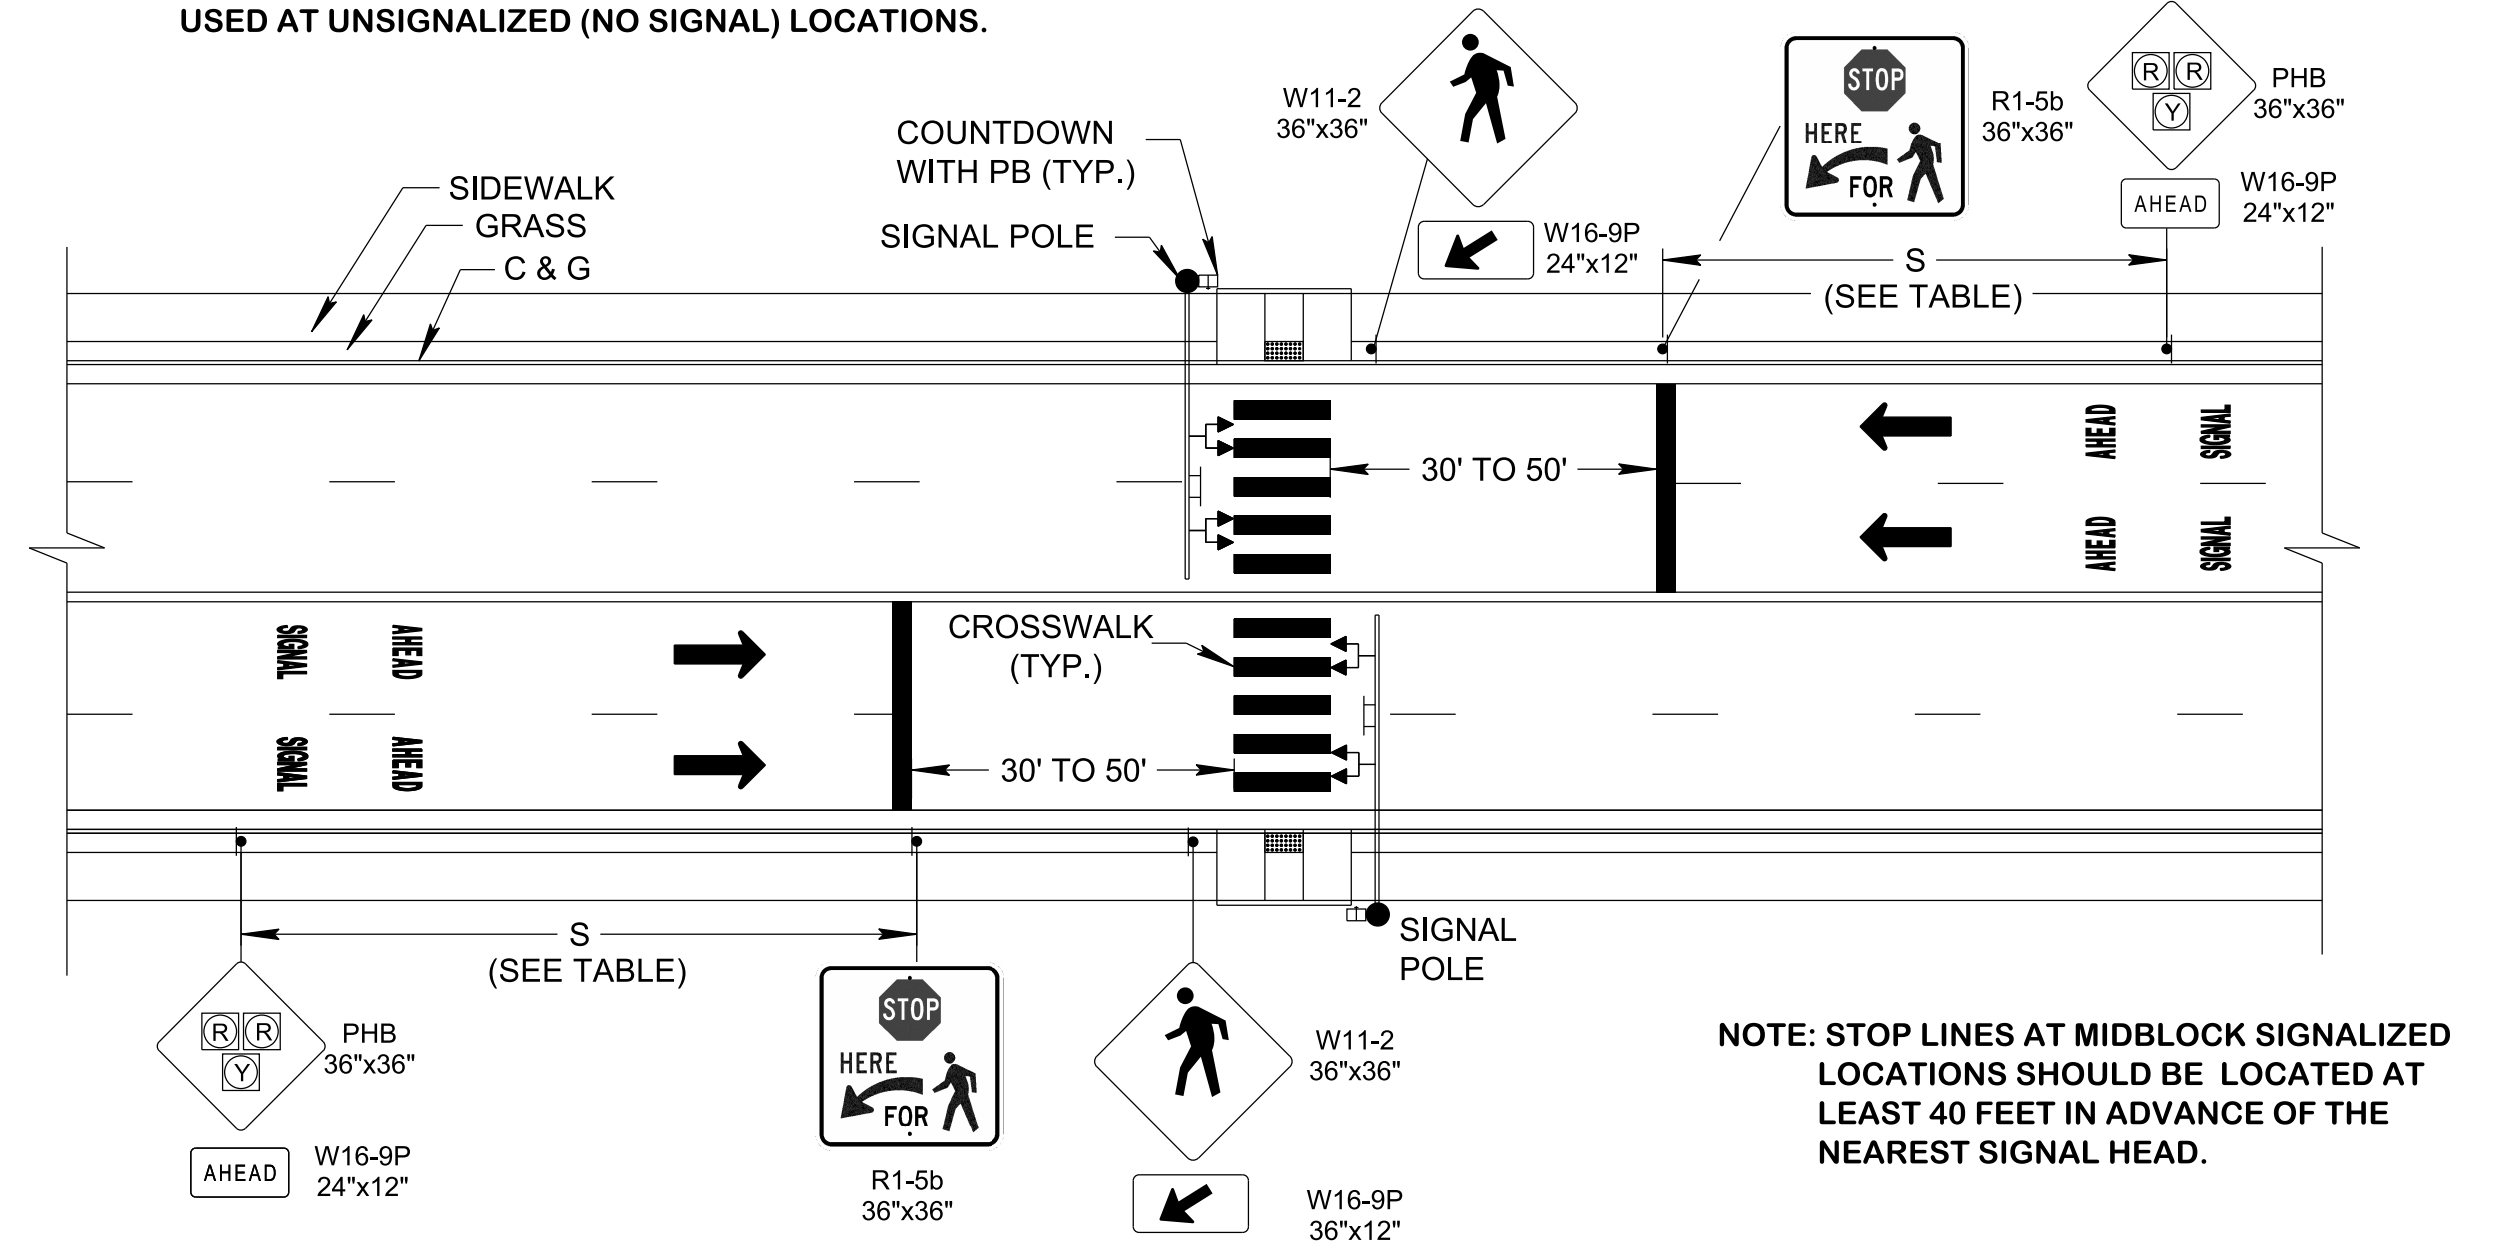 USED AT UNSIGNALIZED (NO SIGNAL) LOCATIONS.
W11-2
36"x36"
STOP
HERE
FOR
R1-5b
36"x36"
R R
Y
PHB
36"x36"
AHEAD
W16-9P
24"x12"
COUNTDOWN
WITH PB (TYP.)
SIDEWALK
GRASS
C & G
SIGNAL POLE
W16-9P
24"x12"
S
(SEE TABLE)
30' TO 50'
AHEAD
SIGNAL
AHEAD
SIGNAL
SIGNAL
AHEAD
SIGNAL
AHEAD
CROSSWALK
(TYP.)
30' TO 50'
S
(SEE TABLE)
SIGNAL
POLE
R R
Y
PHB
36"x36"
AHEAD
W16-9P
24"x12"
STOP
HERE
FOR
R1-5b
36"x36"
W11-2
36"x36"
W16-9P
36"x12"
NOTE: STOP LINES AT MIDBLOCK SIGNALIZED
LOCATIONS SHOULD BE LOCATED AT
LEAST 40 FEET IN ADVANCE OF THE
NEAREST SIGNAL HEAD.